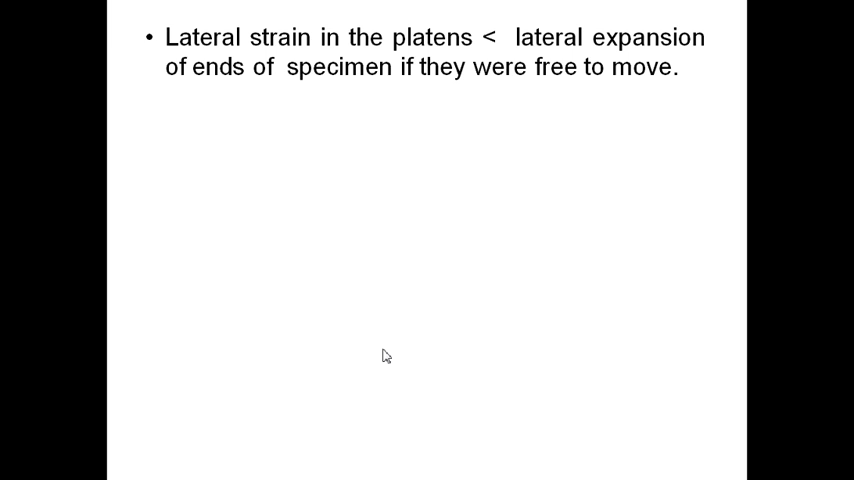 • Lateral strain in the platens < lateral expansion
of ends of specimen if they were free to move.